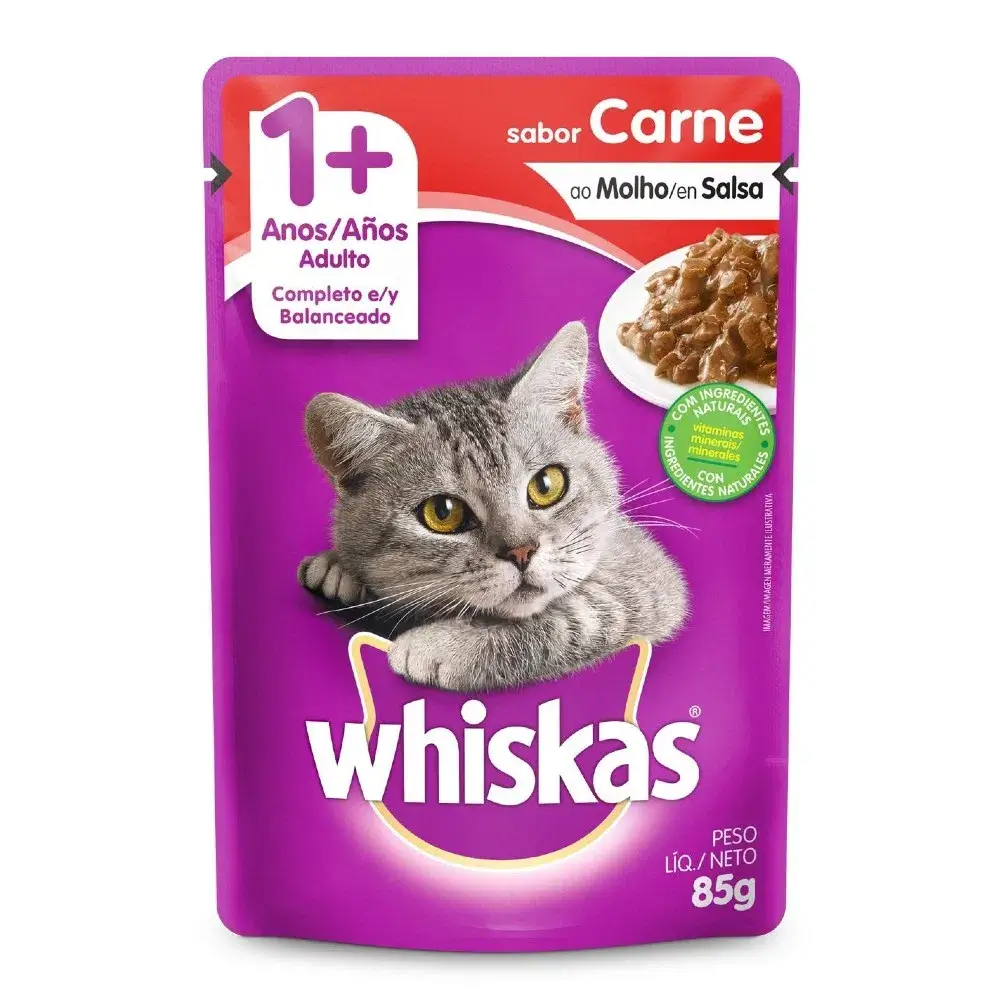 1+
Anos/Años
Adulto
Completo e/y
Balanceado
sabor Carne
ao Molho/en Salsa
COM INGREDIENTES
NATURAIS
vitaminas
minerais/
minerales
CON
INGREDIENTES NATURALES
IMAGEM/IMAGEN MERAMENTE ILUSTRATIVA
whiskas®
PESO
LÍQ./NETO
85g